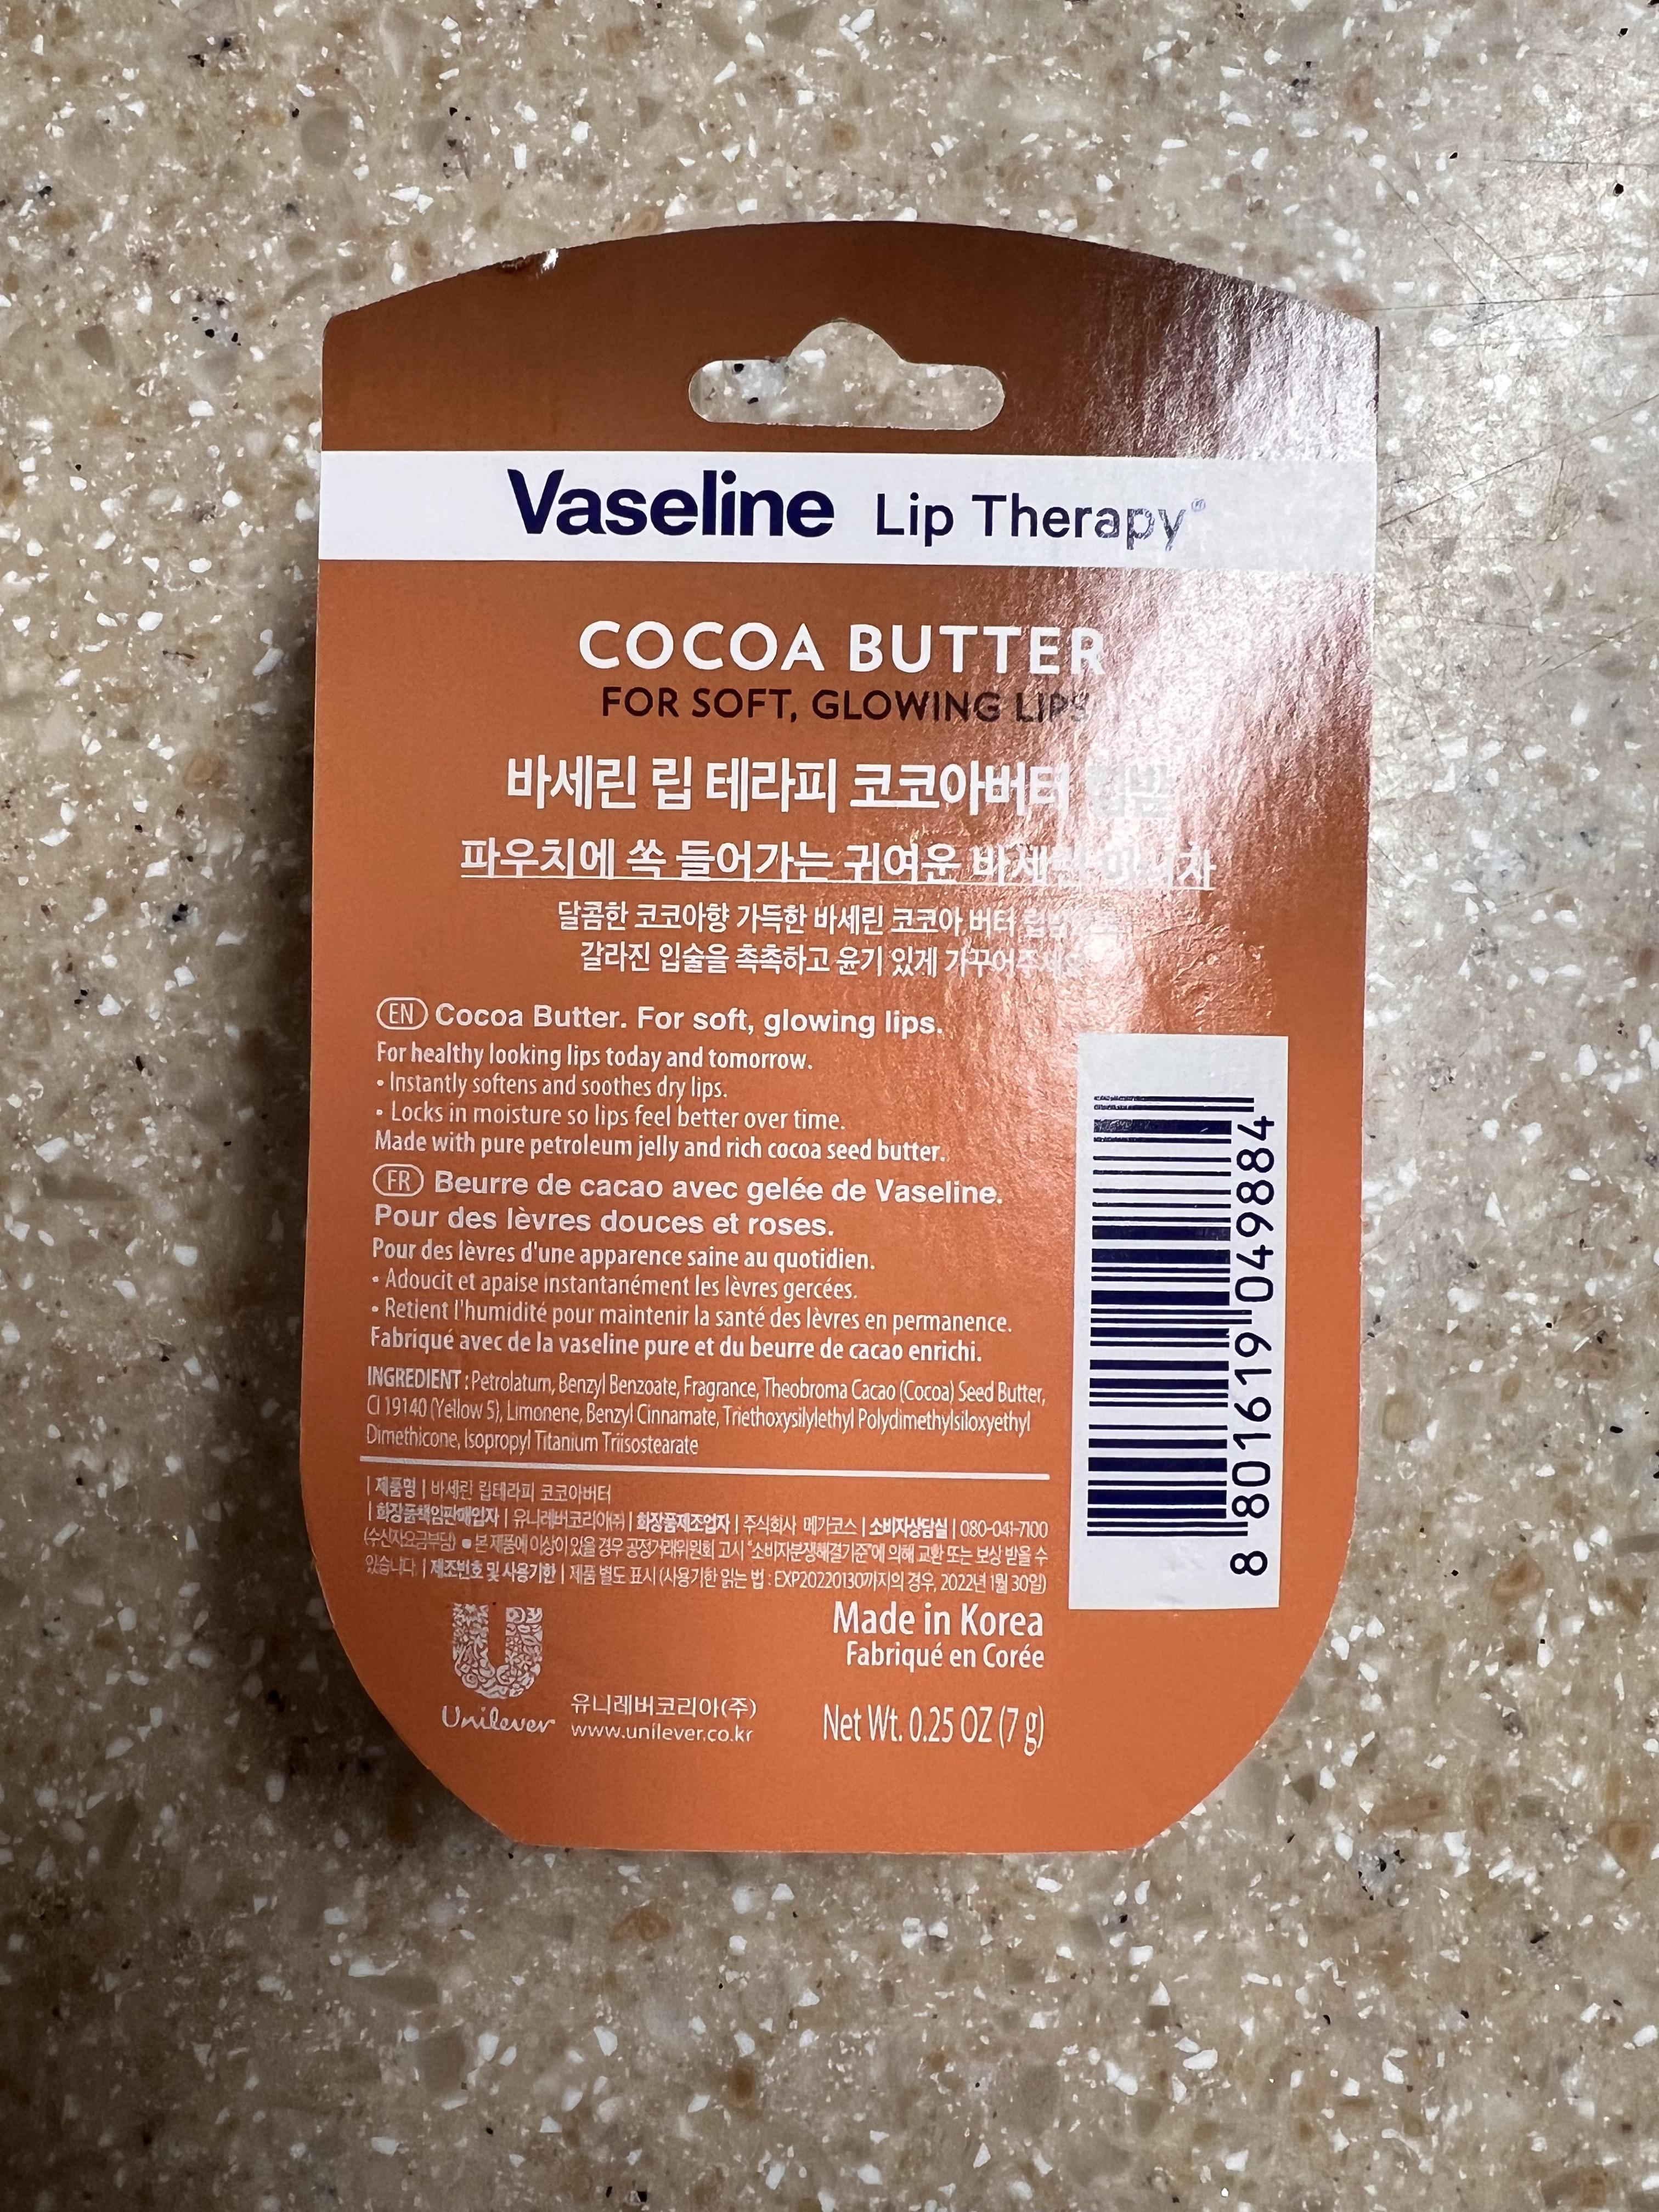 Vaseline Lip Therapy®
COCOA BUTTER
FOR SOFT, GLOWING LIPS
바세린 립 테라피 코코아버터 립밤
파우치에 쏙 들어가는 귀여운 바세린
달콤한 코코아향 가득한 바세린 코코아 버터
갈라진 입술을 촉촉하고 윤기 있게 가꾸어주세요
EN Cocoa Butter. For soft, glowing lips.
For healthy looking lips today and tomorrow.
• Instantly softens and soothes dry lips.
• Locks in moisture so lips feel better over time.
Made with pure petroleum jelly and rich cocoa seed butter.
FR Beurre de cacao avec gelée de Vaseline.
Pour des lèvres douces et roses.
Pour des lèvres d'une apparence saine au quotidien.
• Adoucit et apaise instantanément les lèvres gercées.
• Retient l'humidité pour maintenir la santé des lèvres en permanence.
Fabriqué avec de la vaseline pure et du beurre de cacao enrichi.
INGREDIENT : Petrolatum, Benzyl Benzoate, Fragrance, Theobroma Cacao (Cocoa) Seed Butter,
CI 19140 (Yellow 5), Limonene, Benzyl Cinnamate, Triethoxysilylethyl Polydimethylsiloxyethyl
Dimethicone, Isopropyl Titanium Triisostearate
| 제품명 | 바세린 립테라피 코코아버터
| 화장품책임판매업자 | 유니레버코리아㈜ | 화장품제조업자 | 주식회사 메가코스 | 소비자상담실 | 080-041-7100
(수신자요금부담) ■ 본 제품에 이상이 있을 경우 공정거래위원회 고시 "소비자분쟁해결기준"에 의해 교환 또는 보상 받을 수
있습니다. | 제조번호 및 사용기한 | 제품 별도 표시 (사용기한 읽는 법 : EXP20220130까지의 경우, 2022년 1월 30일)
Made in Korea
Fabriqué en Corée
Unilever
유니레버코리아(주)
www.unilever.co.kr
Net Wt. 0.25 OZ (7 g)
8 801619 049884